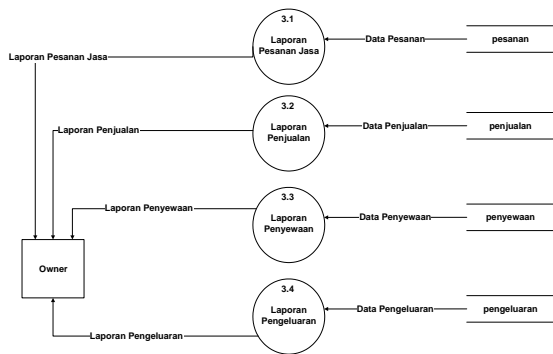 3.1
Laporan
Pesanan Jasa
Data Pesanan
pesanan
Laporan Pesanan Jasa
3.2
Laporan
Penjualan
Data Penjualan
penjualan
Laporan Penjualan
3.3
Laporan
Penyewaan
Data Penyewaan
penyewaan
Laporan Penyewaan
Owner
3.4
Laporan
Pengeluaran
Data Pengeluaran
pengeluaran
Laporan Pengeluaran